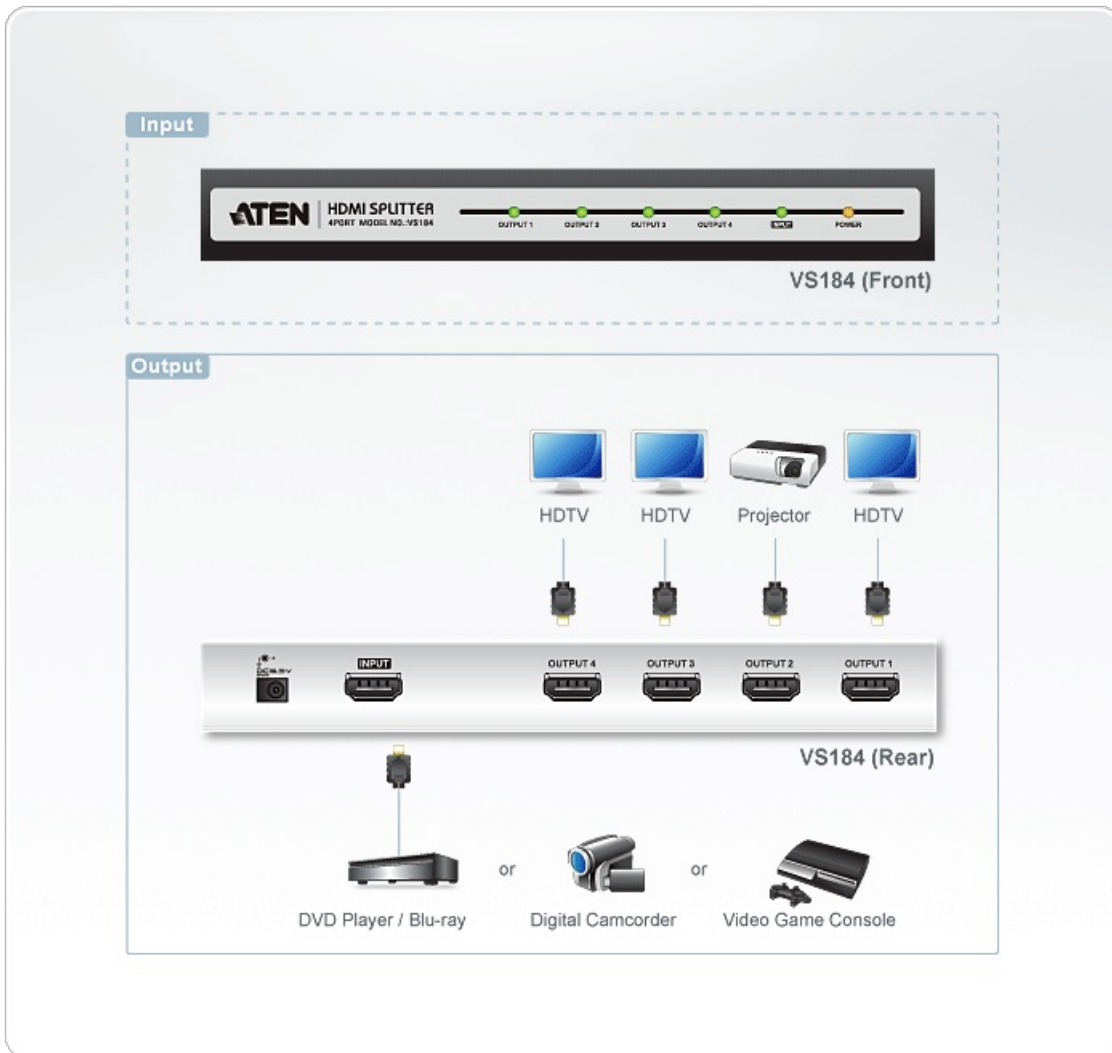 Input
ATEN
HDMI SPLITTER
4PORT MODEL NO.:VS184
OUTPUT 1 OUTPUT 2 OUTPUT 3 OUTPUT 4 INPUT POWER
VS184 (Front)
Output
HDTV HDTV Projector HDTV
INPUT OUTPUT 4 OUTPUT 3 OUTPUT 2 OUTPUT 1
VS184 (Rear)
or or
DVD Player / Blu-ray Digital Camcorder Video Game Console